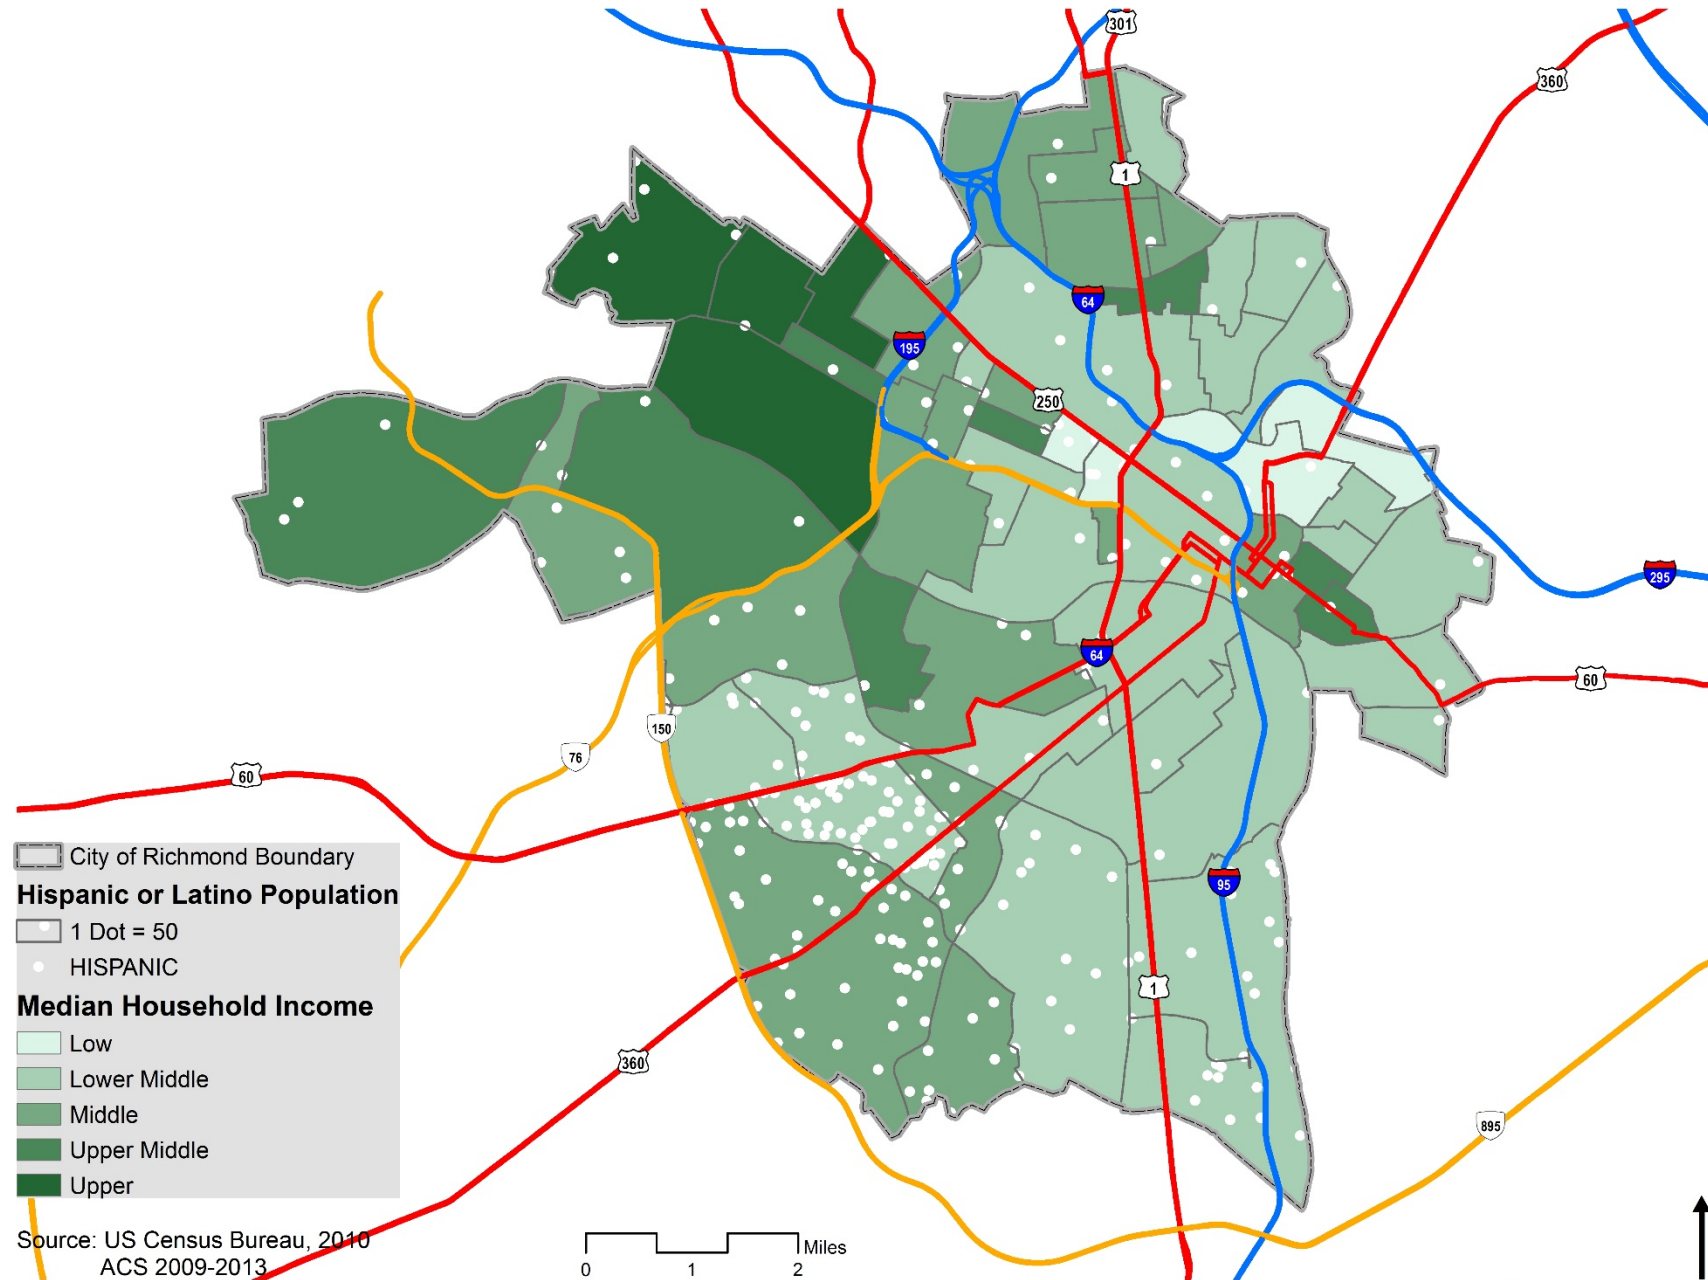 301
360
1
64
195
250
295
64
60
150
76
60
City of Richmond Boundary
Hispanic or Latino Population
1 Dot = 50
HISPANIC
95
Median Household Income
1
Low
Lower Middle
360
Middle
895
Upper Middle
Upper
Source: US Census Bureau, 2010
ACS 2009-2013
Miles
0 1 2